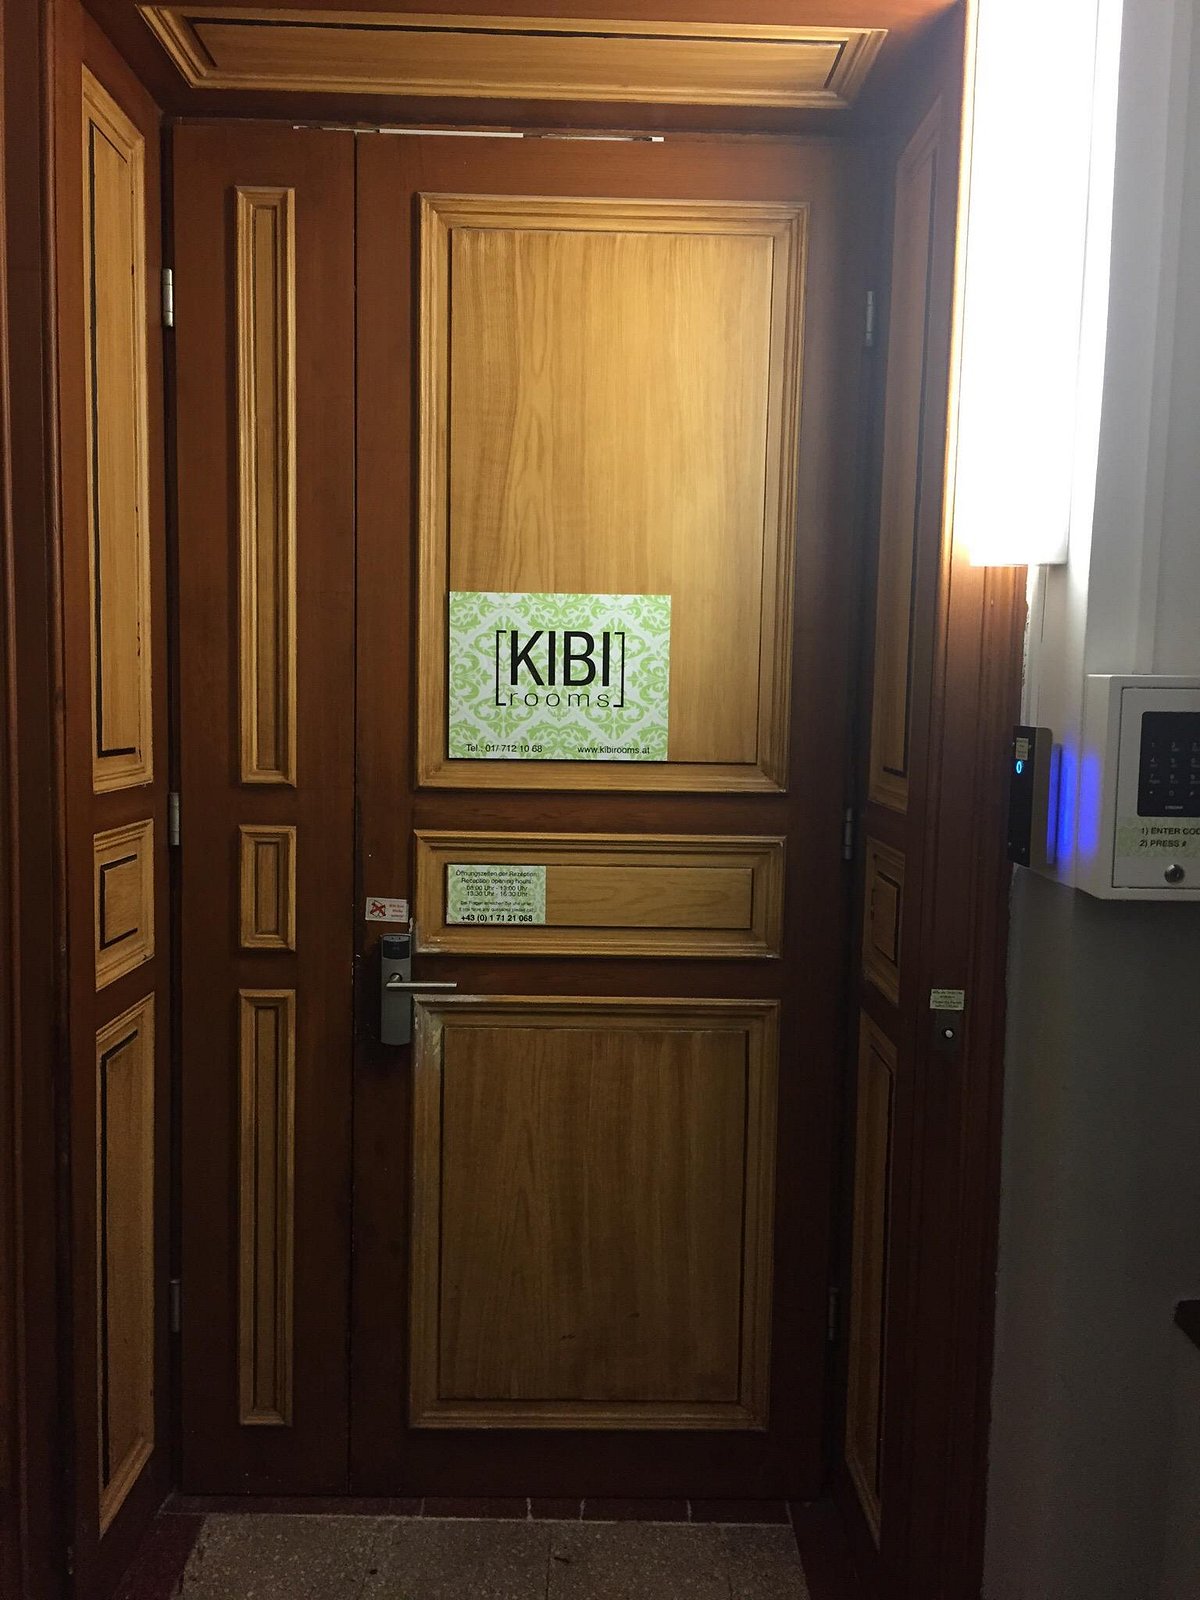 [KIBI]
[rooms]
Tel.: 01/ 712 10 68 www.kibirooms.at
Öffnungszeiten der Rezeption:
Reception opening hours:
08:00 Uhr - 13:00 Uhr
13:30 Uhr - 16:30 Uhr
+43 (0) 1 71 21 068
1) ENTER COD
2) PRESS #